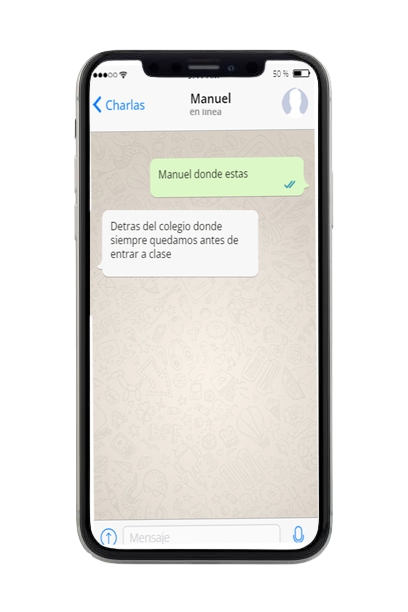 50 %
Charlas
Manuel
en línea
Manuel donde estas
Detras del colegio donde
siempre quedamos antes de
entrar a clase
Mensaje